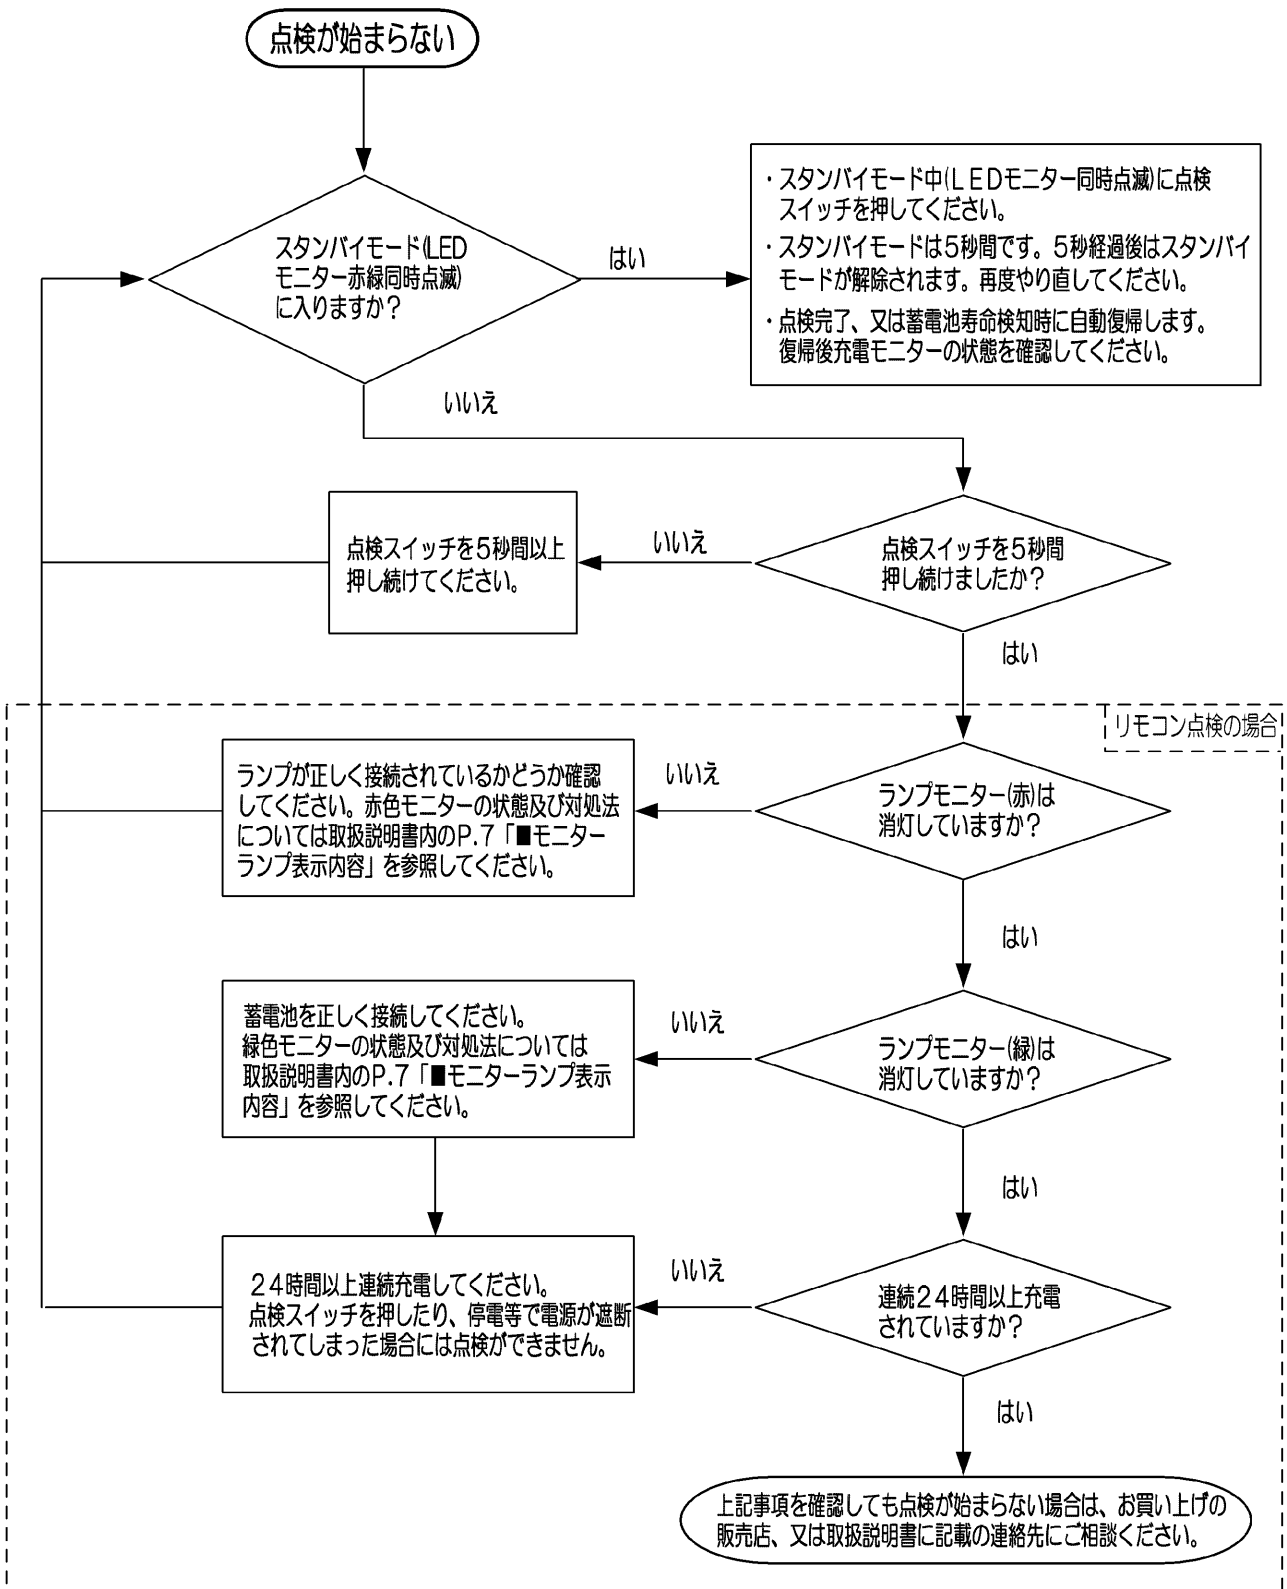 点検が始まらない
スタンバイモード(LED
モニター赤緑同時点滅)
に入りますか？
はい
・スタンバイモード中(ＬＥＤモニター同時点滅)に点検
スイッチを押してください。
・スタンバイモードは５秒間です。５秒経過後はスタンバイ
モードが解除されます。再度やり直してください。
・点検完了、又は蓄電池寿命検知時に自動復帰します。
復帰後充電モニターの状態を確認してください。
いいえ
点検スイッチを５秒間
押し続けましたか？
いいえ
点検スイッチを５秒間以上
押し続けてください。
はい
リモコン点検の場合
ランプモニター(赤)は
消灯していますか？
いいえ
ランプが正しく接続されているかどうか確認
してください。赤色モニターの状態及び対処法
については取扱説明書内のP.７「■モニター
ランプ表示内容」を参照してください。
はい
ランプモニター(緑)は
消灯していますか？
いいえ
蓄電池を正しく接続してください。
緑色モニターの状態及び対処法については
取扱説明書内のP.７「■モニターランプ表示
内容」を参照してください。
はい
連続２４時間以上充電
されていますか？
いいえ
２４時間以上連続充電してください。
点検スイッチを押したり、停電等で電源が遮断
されてしまった場合には点検ができません。
はい
上記事項を確認しても点検が始まらない場合は、お買い上げの
販売店、又は取扱説明書に記載の連絡先にご相談ください。